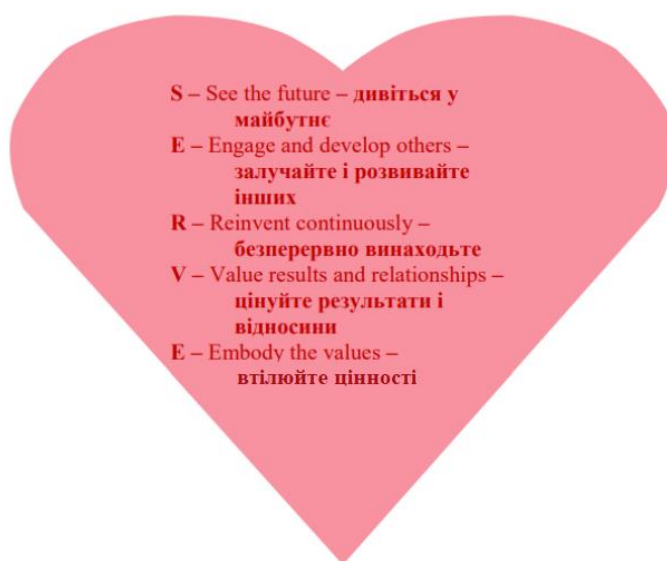 S – See the future – дивіться у
майбутнє
E – Engage and develop others –
залучайте і розвивайте
інших
R – Reinvent continuously –
безперервно винаходьте
V – Value results and relationships –
цінуйте результати і
відносини
E – Embody the values –
втілюйте цінності